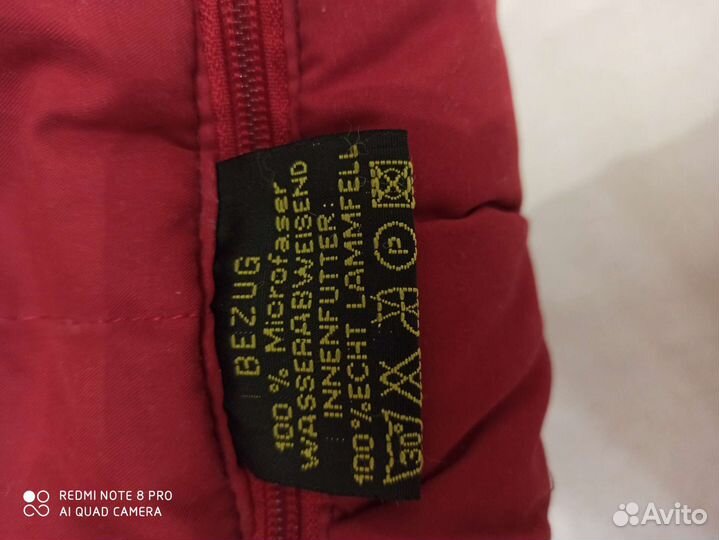 BEZUG
100% Microfaser
WASSERABWEISEND
INNENFUTTER:
100%ECHT LAMMFELL
30°
P
REDMI NOTE 8 PRO
AI QUAD CAMERA
Avito